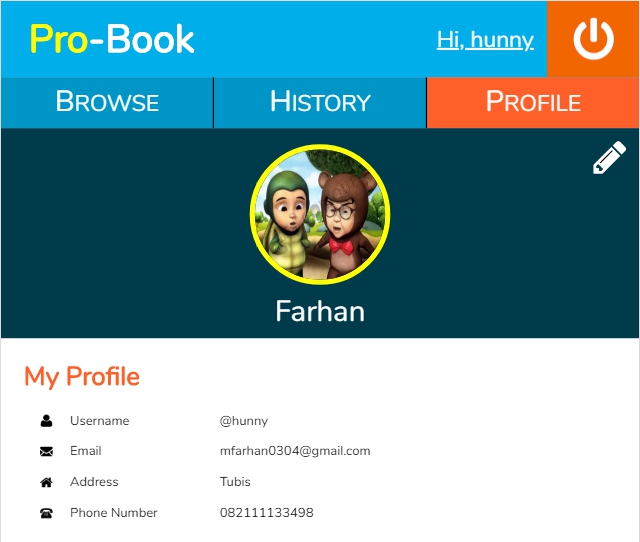 Pro-Book
Hi, hunny
BROWSE
HISTORY
PROFILE
Farhan
My Profile
Username @hunny
Email mfarhan0304@gmail.com
Address Tubis
Phone Number 082111133498